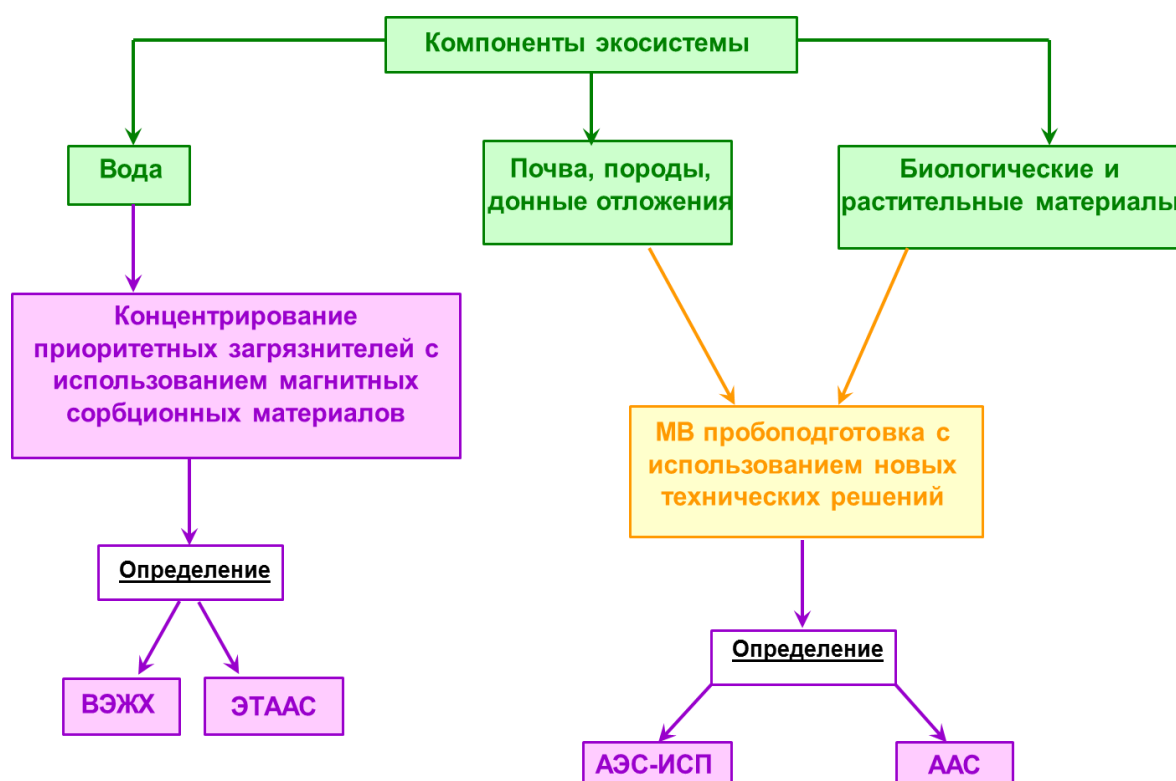 Компоненты экосистемы
Вода
Почва, породы,
донные отложения
Биологические и
растительные материалы
Концентрирование
приоритетных загрязнителей с
использованием магнитных
сорбционных материалов
МВ пробоподготовка с
использованием новых
технических решений
Определение
ВЭЖХ
ЭТААС
Определение
АЭС-ИСП
ААС